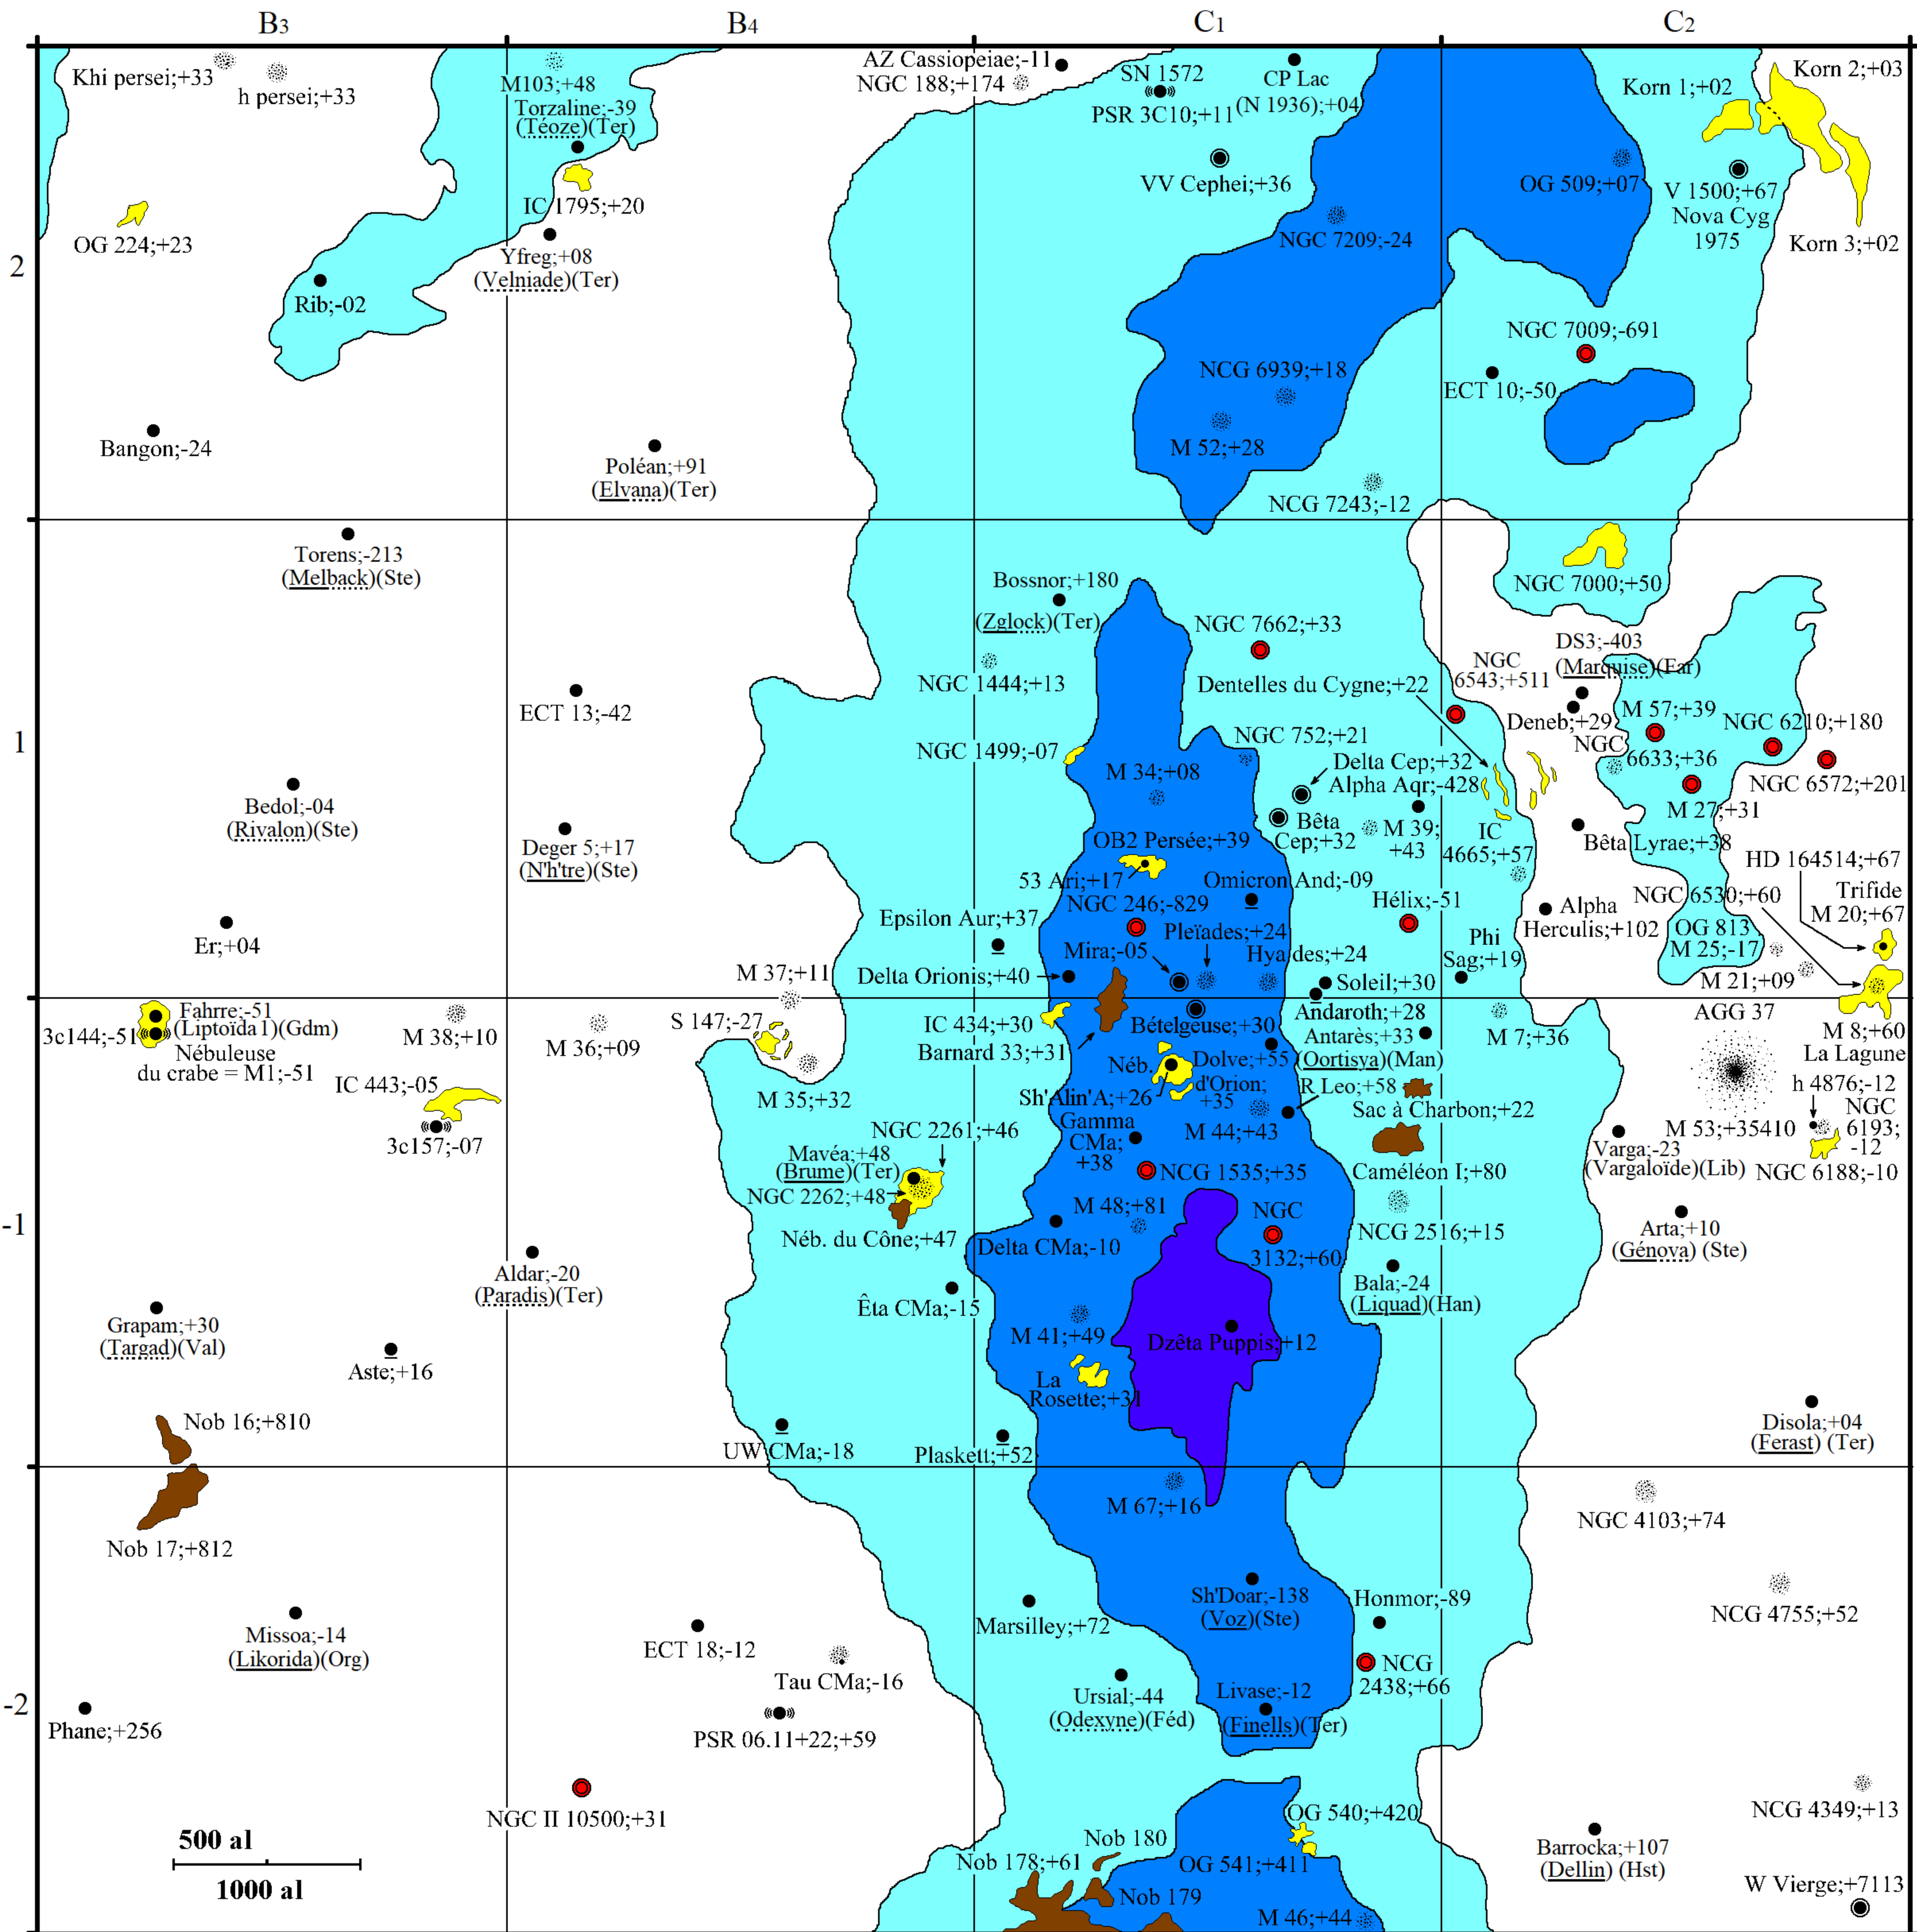 B3
B4
C1
C2
2
1
-1
-2
Khi persei;+33
h persei;+33
M103;+48
Torzaline;-39
(Téoze)(Ter)
IC 1795;+20
OG 224;+23
Yfreg;+08
(Velniade)(Ter)
Rib;-02
Bangon;-24
Poléan;+91
(Elvana)(Ter)
AZ Cassiopeiae;-11
NGC 188;+174
SN 1572
PSR 3C10;+11
CP Lac
(N 1936);+04
VV Cephei;+36
NGC 7209;-24
OG 509;+07
Korn 1;+02
Korn 2;+03
V 1500;+67
Nova Cyg
1975
Korn 3;+02
NGC 7009;-691
ECT 10;-50
NCG 6939;+18
M 52;+28
NCG 7243;-12
Torens;-213
(Melback)(Ste)
Bossnor;+180
(Zglock)(Ter)
NGC 7662;+33
NGC 7000;+50
NGC 1444;+13
Dentelles du Cygne;+22
NGC
6543;+511
DS3;-403
(Marquise)(Far)
Deneb;+29
M 57;+39
NGC 6210;+180
ECT 13;-42
NGC 1499;-07
NGC 752;+21
NGC
6633;+36
NGC 6572;+201
M 34;+08
Delta Cep;+32
Alpha Aqr;-428
M 27;+31
Bedol;-04
(Rivalon)(Ste)
Deger 5;+17
(N'h'tre)(Ste)
Bêta
Cep;+32
M 39;
+43
IC
4665;+57
Bêta Lyrae;+38
OB2 Persée;+39
53 Ari;+17
Omicron And;-09
HD 164514;+67
NGC 246;-829
Hélix;-51
NGC 6530;+60
Trifide
M 20;+67
Er;+04
Epsilon Aur;+37
Pleïades;+24
Alpha
Herculis;+102
OG 813
M 25;-17
Mira;-05
Hyades;+24
Phi
Sag;+19
M 37;+11
Delta Orionis;+40
Soleil;+30
M 21;+09
Fahrre;-51
(Liptoïda1)(Gdm)
3c144;-51
Nébuleuse
du crabe = M1;-51
M 38;+10
M 36;+09
S 147;-27
IC 434;+30
Barnard 33;+31
Bételgeuse;+30
Andaroth;+28
Antarès;+33
(Oortisya)(Man)
M 7;+36
AGG 37
M 8;+60
La Lagune
IC 443;-05
3c157;-07
M 35;+32
Néb.
d'Orion;
+35
Dolve;+55
Sh'Alin'A;+26
R Leo;+58
Sac à Charbon;+22
h 4876;-12
NGC
6193;
-12
M 53;+35410
NGC 6188;-10
NGC 2261;+46
Gamma
CMa;
+38
M 44;+43
Varga;-23
(Vargaloïde)(Lib)
Mavéa;+48
(Brume)(Ter)
NGC 2262;+48
Néb. du Cône;+47
NCG 1535;+35
Caméléon I;+80
M 48;+81
NGC
3132;+60
NCG 2516;+15
Delta CMa;-10
Arta;+10
(Génova) (Ste)
Aldar;-20
(Paradis)(Ter)
Êta CMa;-15
Bala;-24
(Liquad)(Han)
Grapam;+30
(Targad)(Val)
Aste;+16
M 41;+49
Dzêta Puppis;+12
La
Rosette;+31
Nob 16;+810
UW CMa;-18
Plaskett;+52
Disola;+04
(Ferast) (Ter)
Nob 17;+812
M 67;+16
NGC 4103;+74
Missoa;-14
(Likorida)(Org)
ECT 18;-12
Tau CMa;-16
Marsilley;+72
Sh'Doar;-138
(Voz)(Ste)
Honmor;-89
NCG 4755;+52
Phane;+256
PSR 06.11+22;+59
Ursial;-44
(Odexyne)(Féd)
Livase;-12
(Finells)(Ter)
NCG
2438;+66
NGC II 10500;+31
OG 540;+420
NCG 4349;+13
500 al
1000 al
Nob 180
Nob 178;+61
Nob 179
OG 541;+411
M 46;+44
Barrocka;+107
(Dellin) (Hst)
W Vierge;+7113